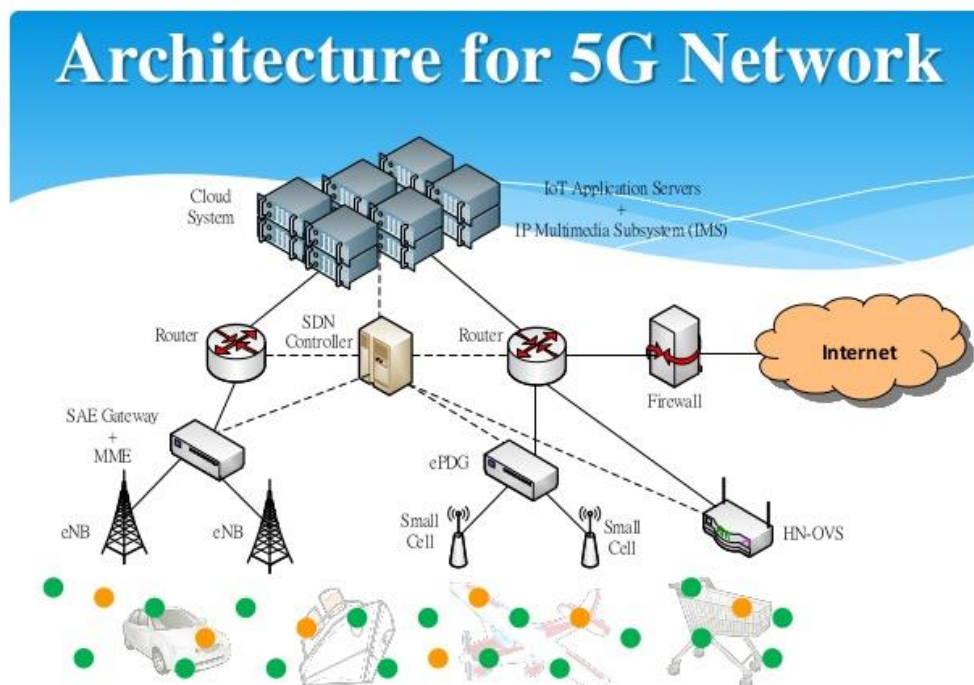 Architecture for 5G Network
Cloud
System
IoT Application Servers
+
IP Multimedia Subsystem (IMS)
Router
SDN
Controller
Router
Internet
Firewall
SAE Gateway
+
MME
ePDG
eNB
eNB
Small
Cell
Small
Cell
HN-OVS